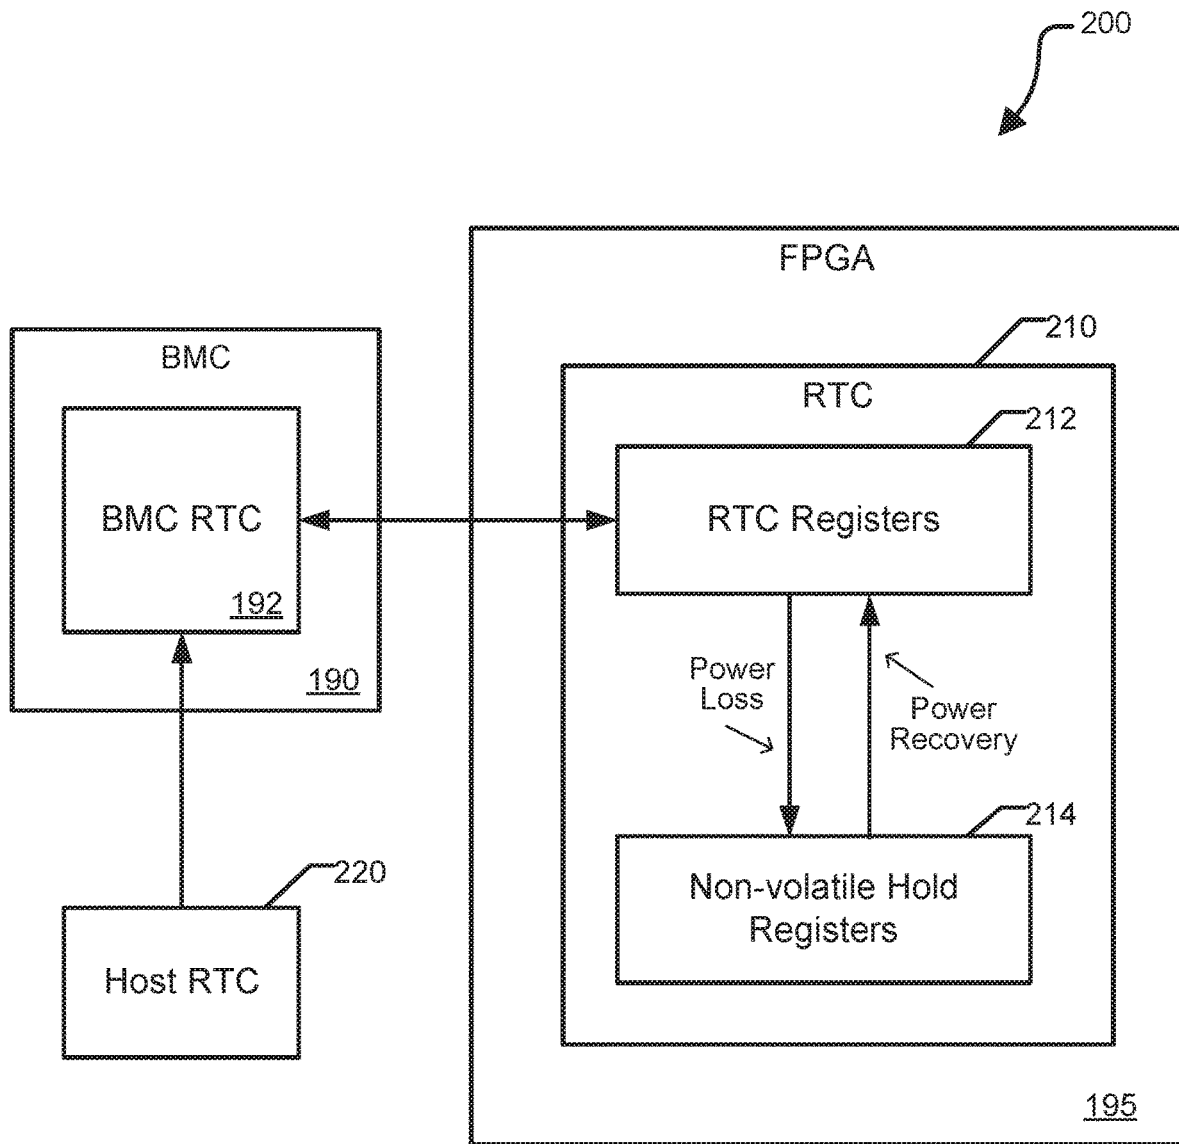 200
FPGA
210
BMC
RTC
212
BMC RTC
RTC Registers
192
190
Power
Loss
Power
Recovery
214
220
Non-volatile Hold
Registers
Host RTC
195